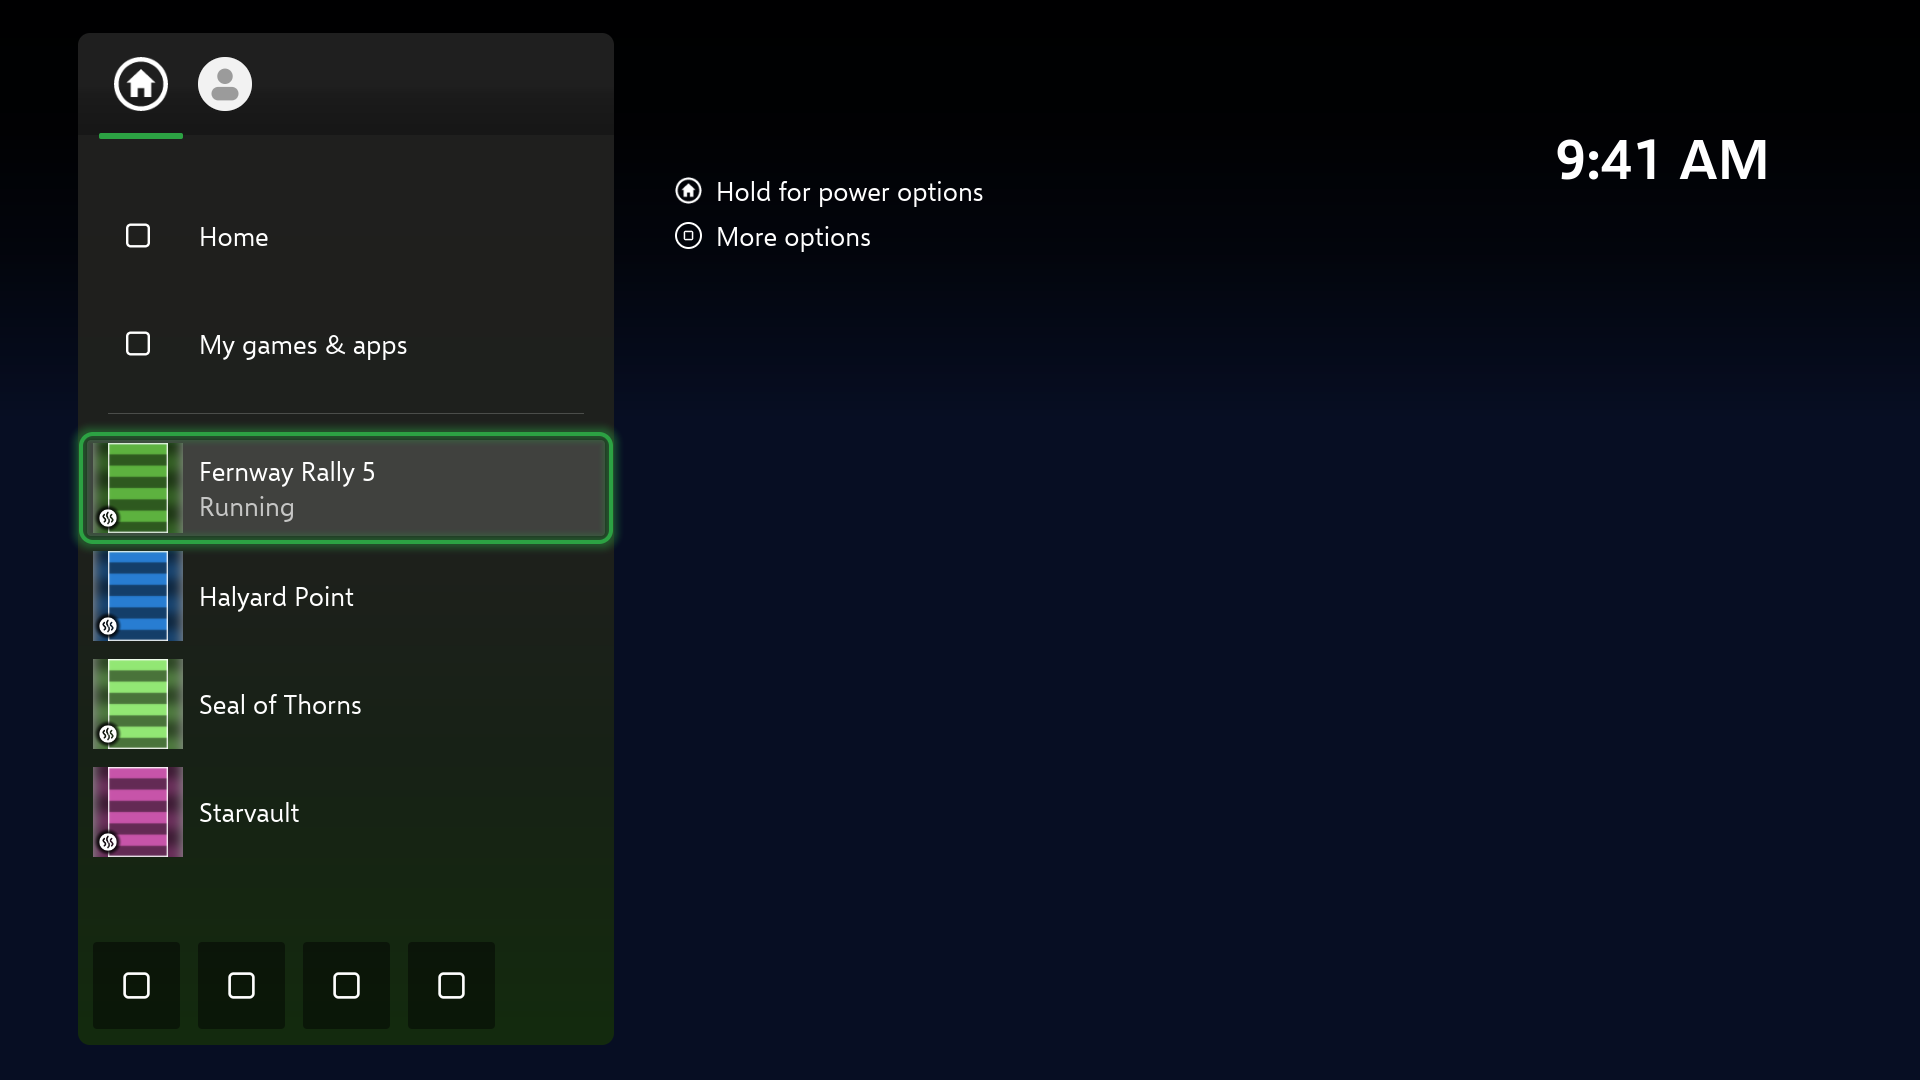 9:41 AM
Hold for power options
More options
Home
My games & apps
Fernway Rally 5
Running
Halyard Point
Seal of Thorns
Starvault